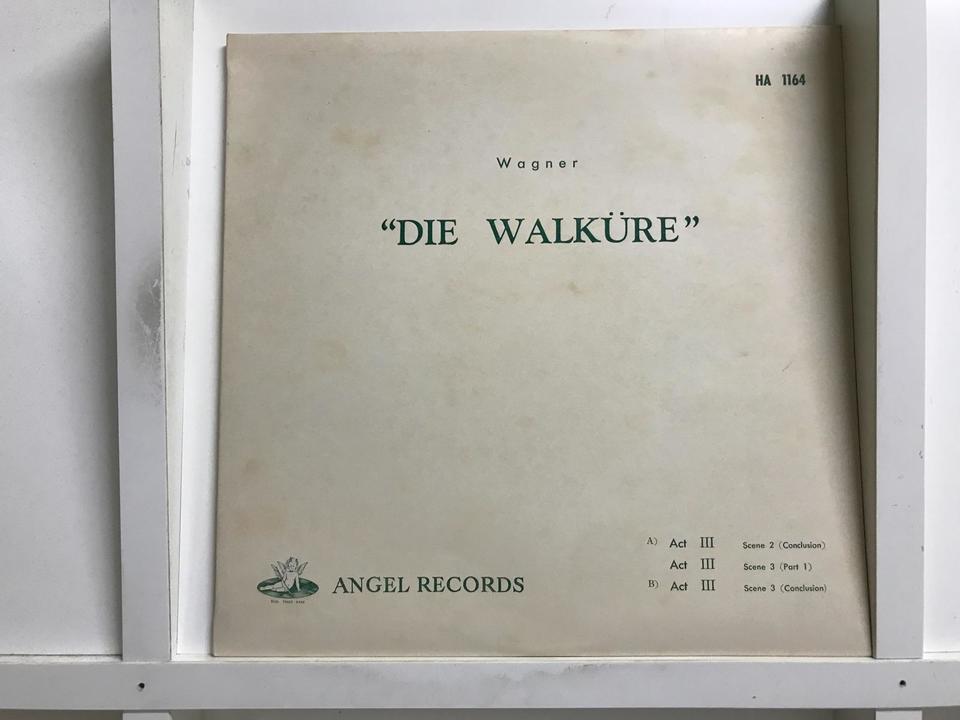 HA 1164
Wagner
“DIE WALKÜRE”
A) Act III Scene 2 (Conclusion)
Act III Scene 3 (Part 1)
B) Act III Scene 3 (Conclusion)
ANGEL RECORDS